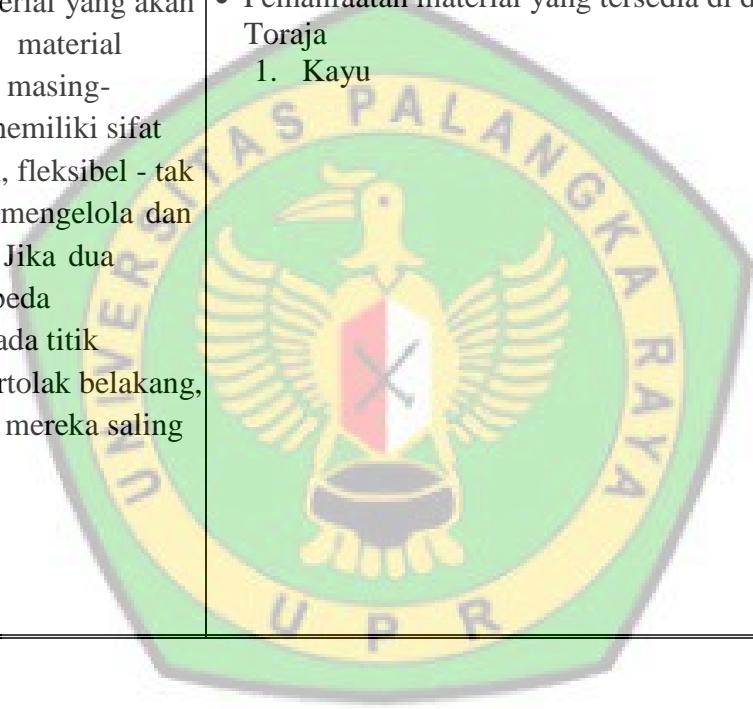 erial yang akan
material
masing-
memiliki sifat
, fleksibel - tak
mengelola dan
Jika dua
beda
ada titik
rtolak belakang,
mereka saling
• Pemanfaatan material yang tersedia di d
Toraja
1. Kayu
UNIVERSITAS PALANGKA RAYA
U P R